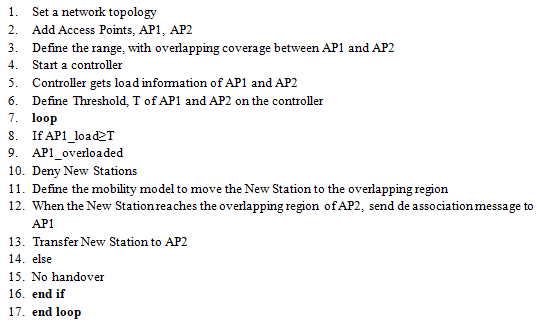 1. Set a network topology
2. Add Access Points, AP1, AP2
3. Define the range, with overlapping coverage between AP1 and AP2
4. Start a controller
5. Controller gets load information of AP1 and AP2
6. Define Threshold, T of AP1 and AP2 on the controller
7. loop
8. If AP1_load≥T
9. AP1_overloaded
10. Deny New Stations
11. Define the mobility model to move the New Station to the overlapping region
12. When the New Station reaches the overlapping region of AP2, send de association message to
AP1
13. Transfer New Station to AP2
14. else
15. No handover
16. end if
17. end loop